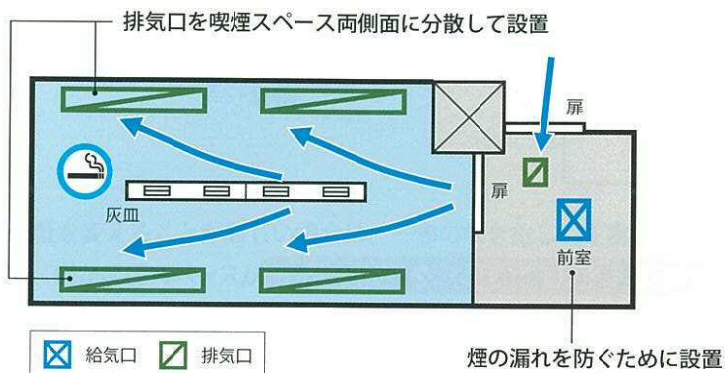 排気口を喫煙スペース両側面に分散して設置
扉
扉
灰皿
前室
給気口
排気口
煙の漏れを防ぐために設置